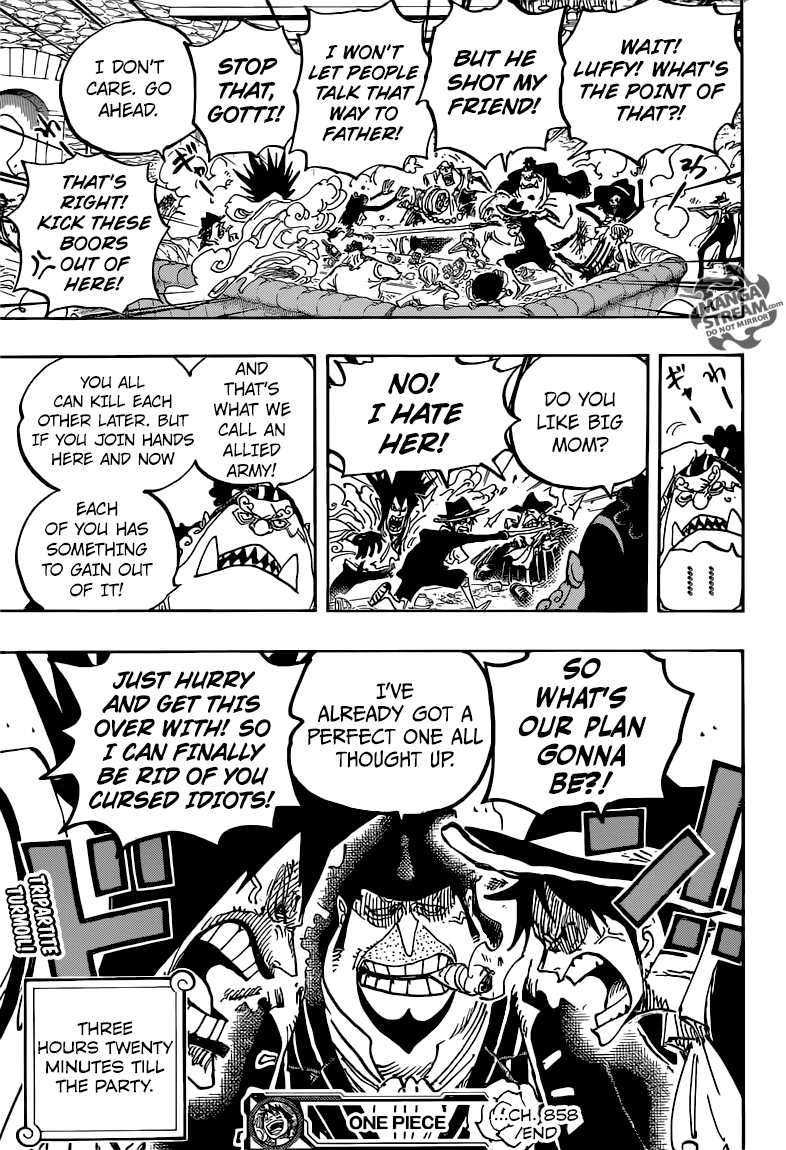 WAIT!
LUFFY! WHAT'S
THE POINT OF
THAT?!
BUT HE
SHOT MY
FRIEND!
I WON'T
LET PEOPLE
TALK THAT
WAY TO
FATHER!
STOP
THAT,
GOTTI!
I DON'T
CARE. GO
AHEAD.
THAT'S
RIGHT!
KICK THESE
BOORS
OUT OF
HERE!
MANGA
STREAM.com
DO NOT MIRROR
DO YOU
LIKE BIG
MOM?
NO!
I HATE
HER!
AND
THAT'S
WHAT WE
CALL AN
ALLIED
ARMY!
YOU ALL
CAN KILL EACH
OTHER LATER. BUT
IF YOU JOIN HANDS
HERE AND NOW
EACH
OF YOU HAS
SOMETHING
TO GAIN OUT
OF IT!
SO
WHAT'S
OUR PLAN
GONNA
BE?!
I'VE
ALREADY GOT A
PERFECT ONE ALL
THOUGHT UP.
JUST HURRY
AND GET THIS
OVER WITH! SO
I CAN FINALLY
BE RID OF YOU
CURSED IDIOTS!
ド
TRIPARTITE
TURMOIL!
THREE
HOURS TWENTY
MINUTES TILL
THE PARTY.
ONE PIECE
...CH. 858
/END